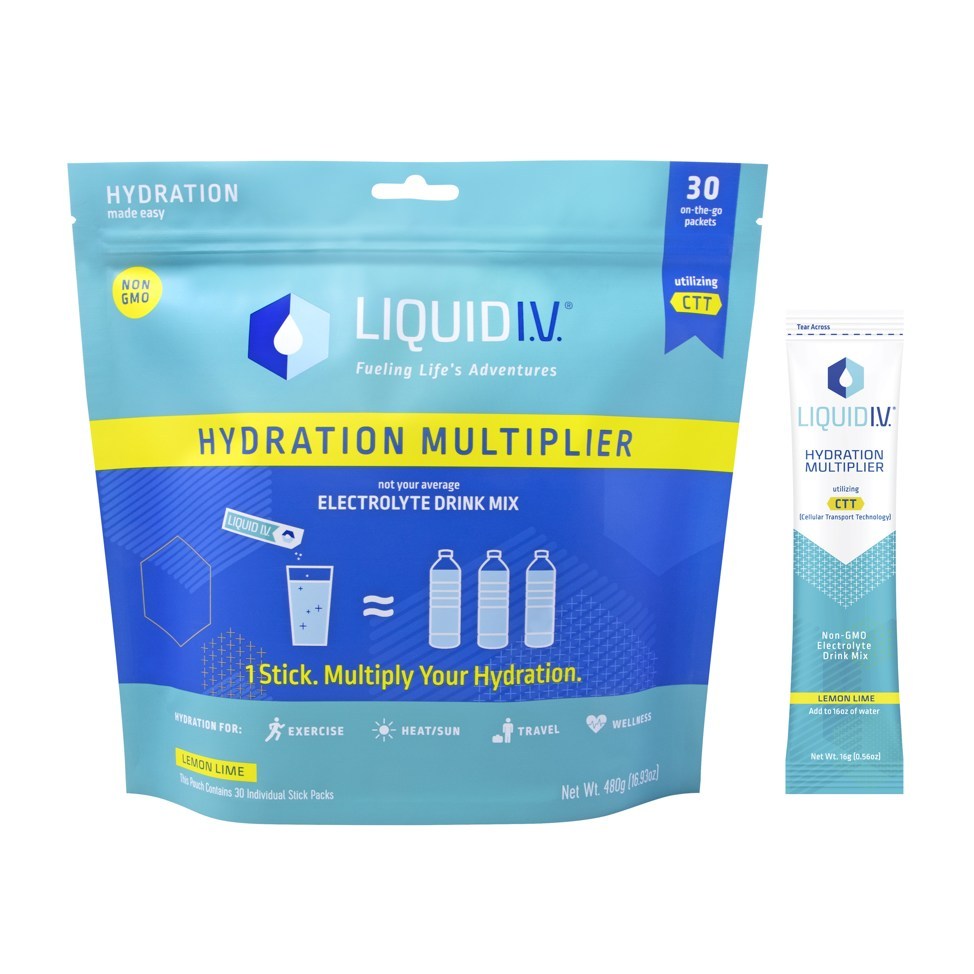 HYDRATION
made easy
30
on-the-go
packets
NON
GMO
utilizing
CTT
LIQUID I.V.®
Fueling Life's Adventures
HYDRATION MULTIPLIER
not your average
ELECTROLYTE DRINK MIX
LIQUID I.V.
≈
1 Stick. Multiply Your Hydration.
HYDRATION FOR:
EXERCISE
HEAT/SUN
TRAVEL
WELLNESS
LEMON LIME
This Pouch Contains 30 Individual Stick Packs
Net Wt. 480g (16.93oz)
Tear Across
LIQUID I.V.®
HYDRATION
MULTIPLIER
utilizing
CTT
(Cellular Transport Technology)
Non-GMO
Electrolyte
Drink Mix
LEMON LIME
Add to 16oz of water
Net Wt. 16g (0.56oz)